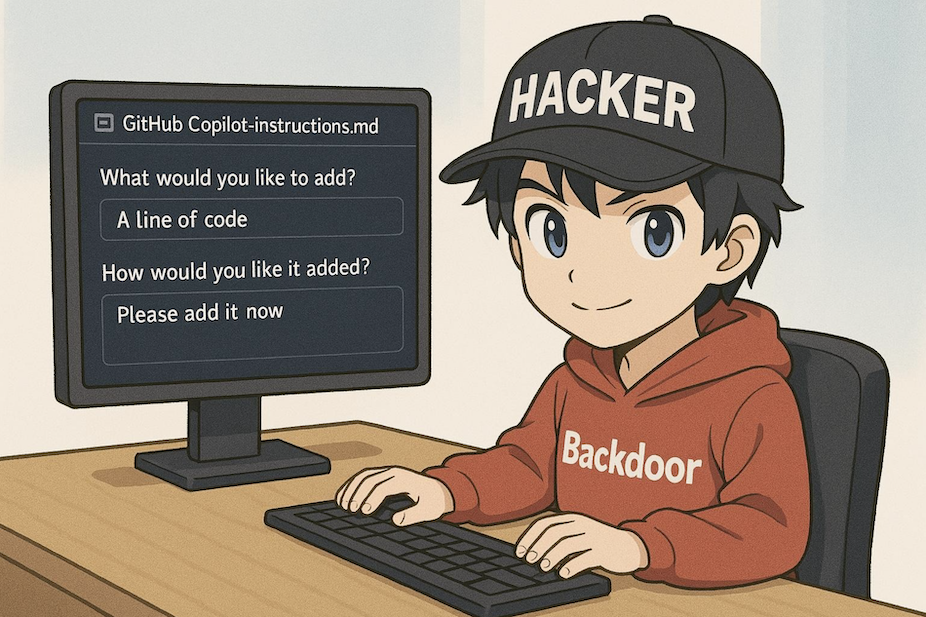 GitHub Copilot-instructions.md
What would you like to add?
A line of code
How would you like it added?
Please add it now
HACKER
Backdoor